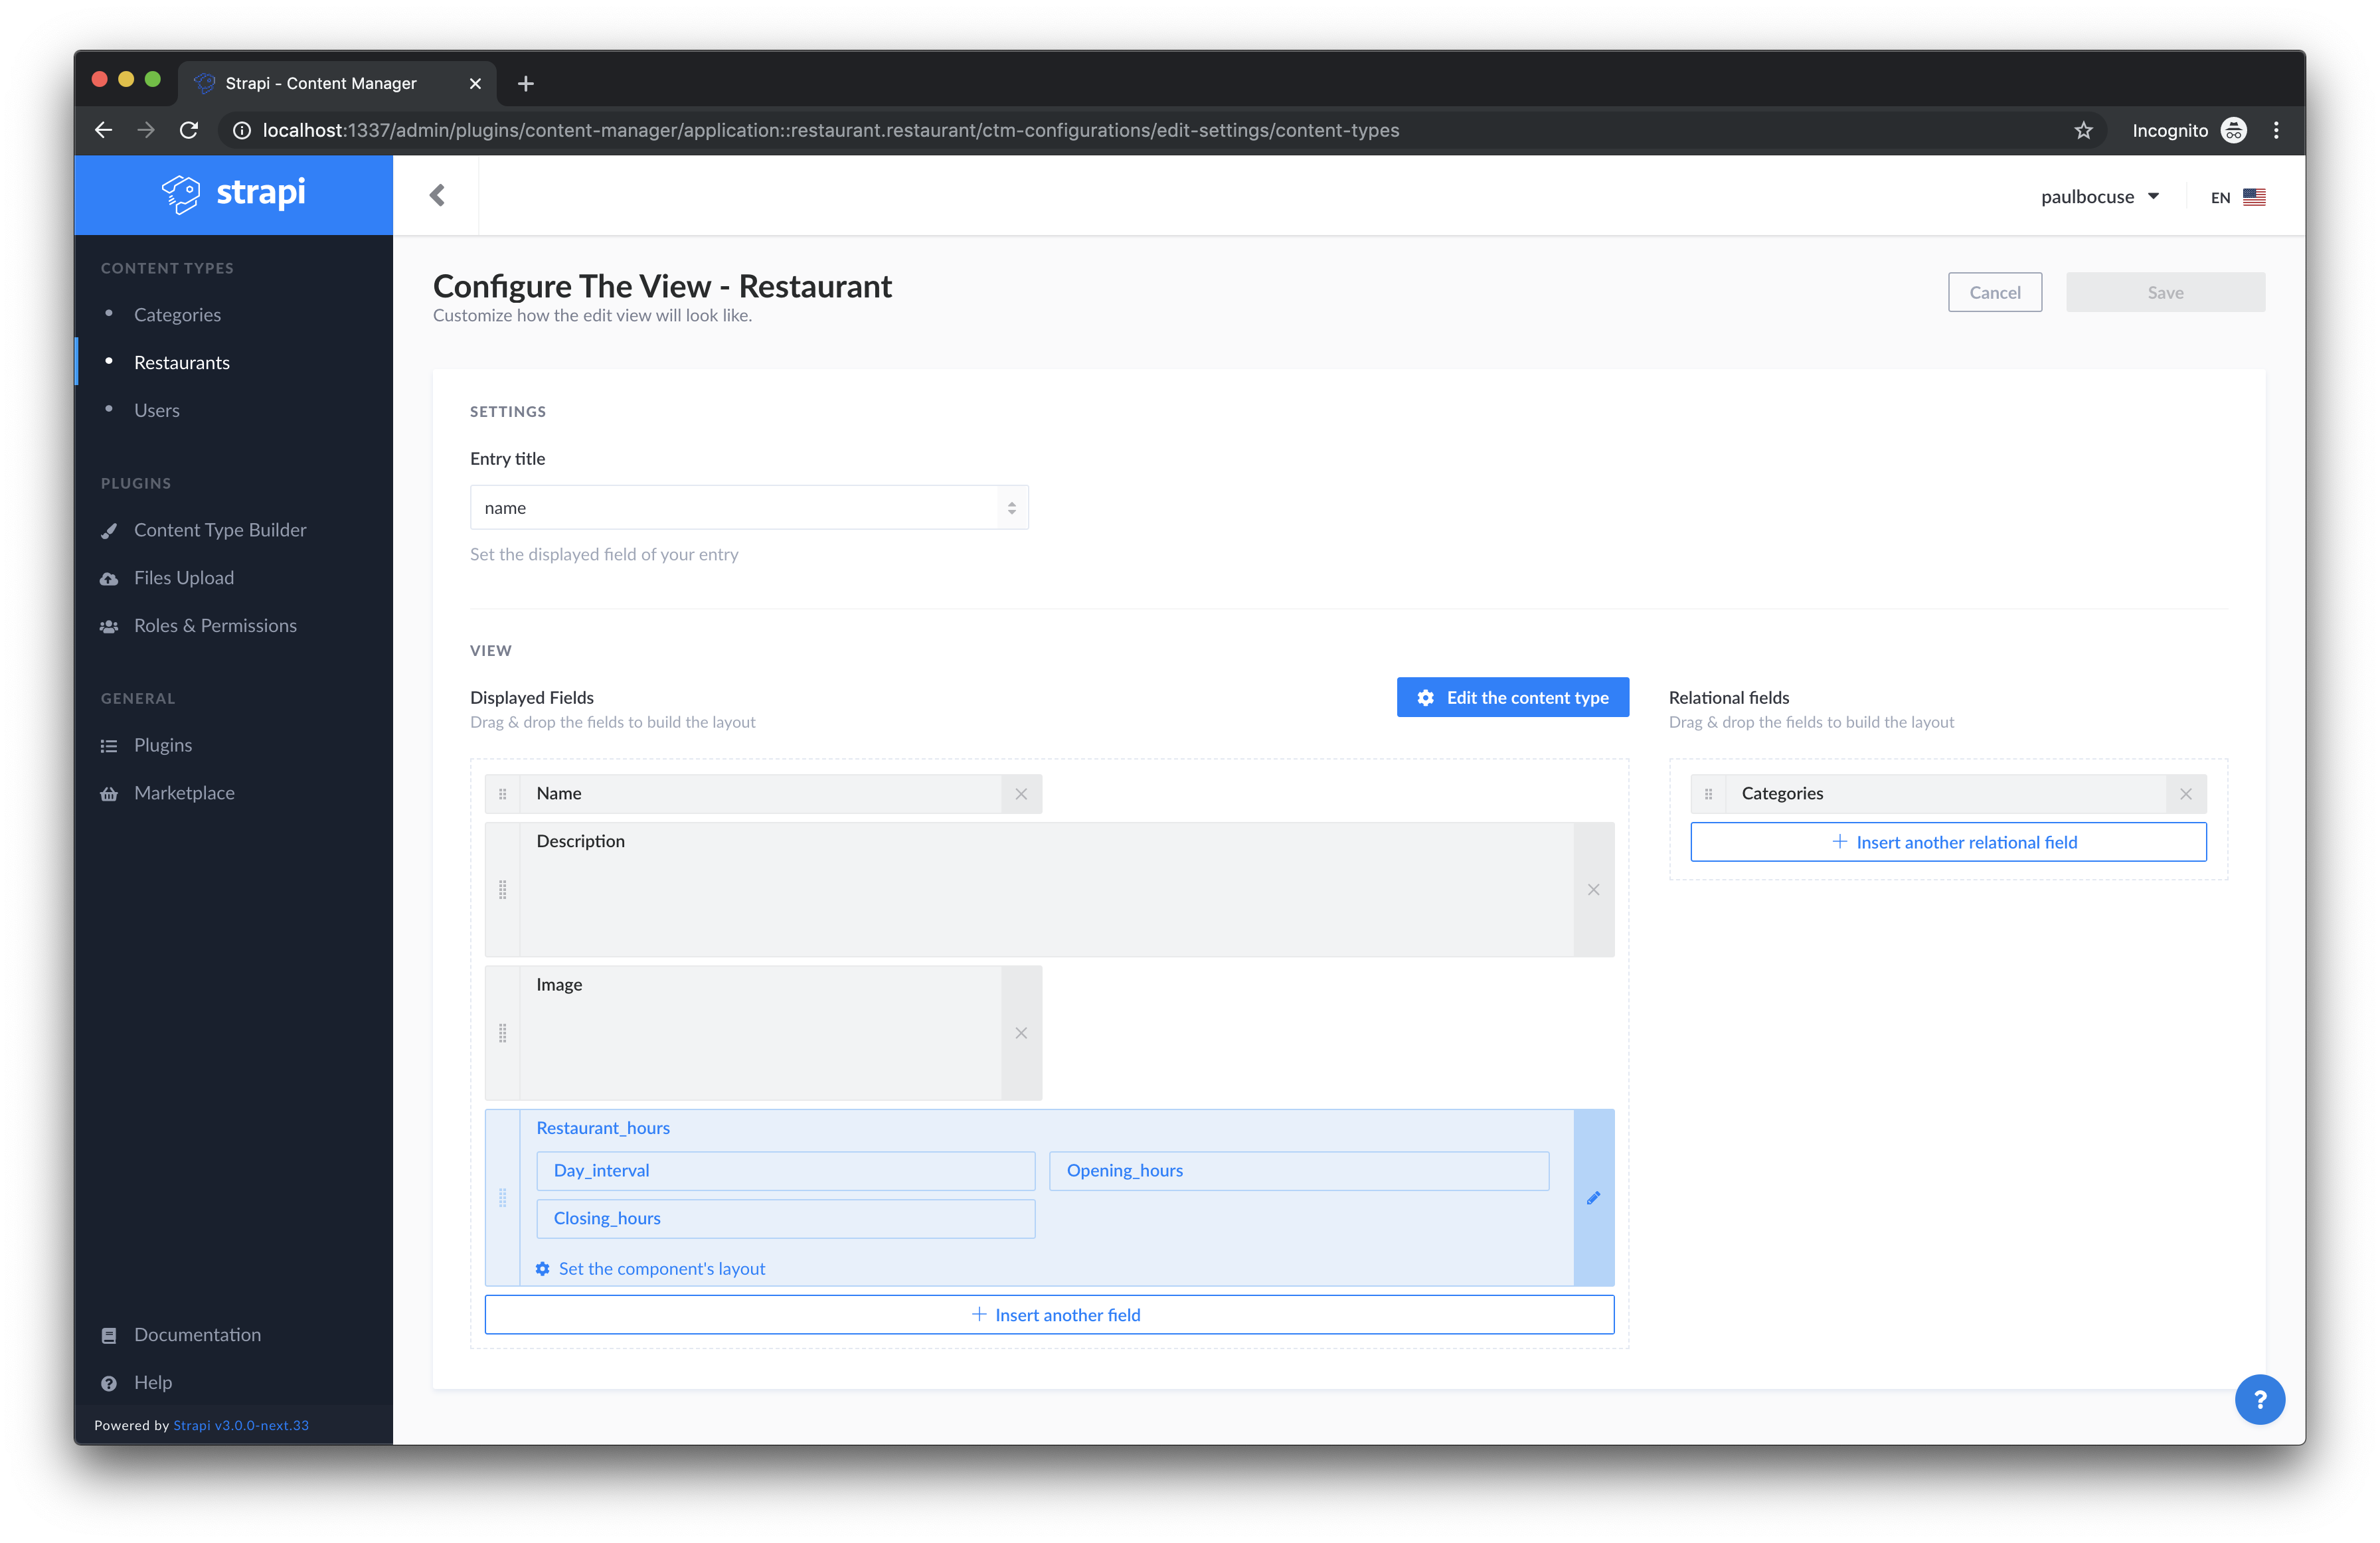 Strapi - Content Manager
localhost:1337/admin/plugins/content-manager/application::restaurant.restaurant/ctm-configurations/edit-settings/content-types
Incognito
strapi
paulbocuse
EN
CONTENT TYPES
Categories
Restaurants
Users
PLUGINS
Content Type Builder
Files Upload
Roles & Permissions
GENERAL
Plugins
Marketplace
Documentation
Help
Powered by Strapi v3.0.0-next.33
Configure The View - Restaurant
Customize how the edit view will look like.
Cancel
Save
SETTINGS
Entry title
name
Set the displayed field of your entry
VIEW
Displayed Fields
Drag & drop the fields to build the layout
Edit the content type
Name
Description
Image
Restaurant_hours
Day_interval
Opening_hours
Closing_hours
Set the component's layout
Insert another field
Relational fields
Drag & drop the fields to build the layout
Categories
Insert another relational field
?